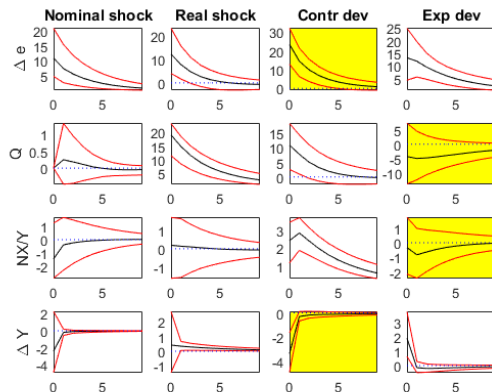 Nominal shock Real shock Contr dev Exp dev
Δ e
20 15 10 5
20 10 0
30 20 10 0
25 20 15 10 5
0 5 0 5 0 5 0 5
Q
1 0.5 0
20 15 10 5
15 10 5 0
5 0 -5 -10
0 5 0 5 0 5 0 5
NX/Y
1 0 -1 -2
1 0 -1
3 2 1
1 0 -1 -2
0 5 0 5 0 5 0 5
Δ Y
2 0 -2 -4
2 1 0 -1
0 -1 -2 -3 -4
3 2 1 0
0 5 0 5 0 5 0 5